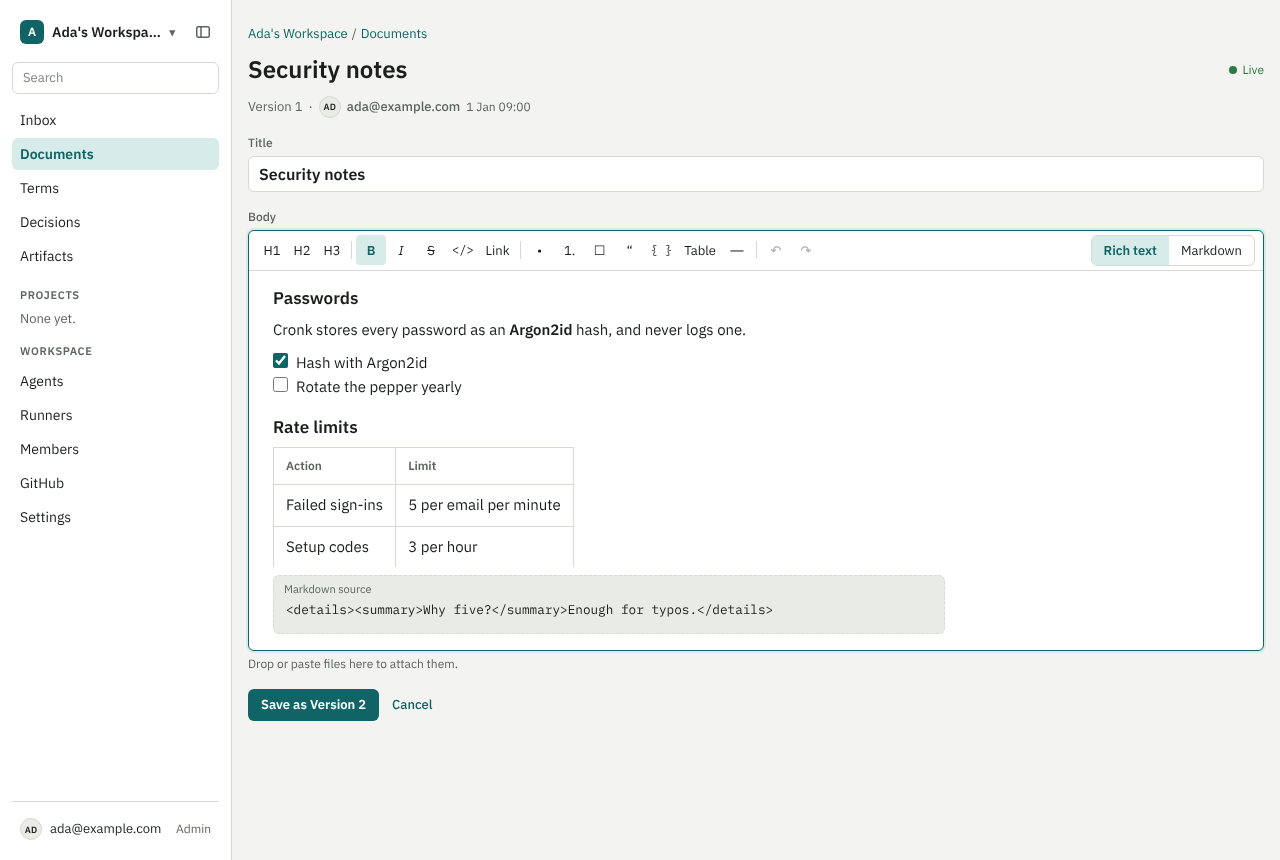 A Ada's Workspa... ▾
Search
Inbox
Documents
Terms
Decisions
Artifacts
PROJECTS
None yet.
WORKSPACE
Agents
Runners
Members
GitHub
Settings
AD ada@example.com Admin
Ada's Workspace / Documents
Security notes
Live
Version 1 · AD ada@example.com 1 Jan 09:00
Title
Security notes
Body
H1 H2 H3 B I S </> Link • 1. ☐ “ { } Table — ↶ ↷ Rich text Markdown
Passwords
Cronk stores every password as an Argon2id hash, and never logs one.
Hash with Argon2id
Rotate the pepper yearly
Rate limits
Action Limit
Failed sign-ins 5 per email per minute
Setup codes 3 per hour
Markdown source
<details><summary>Why five?</summary>Enough for typos.</details>
Drop or paste files here to attach them.
Save as Version 2 Cancel